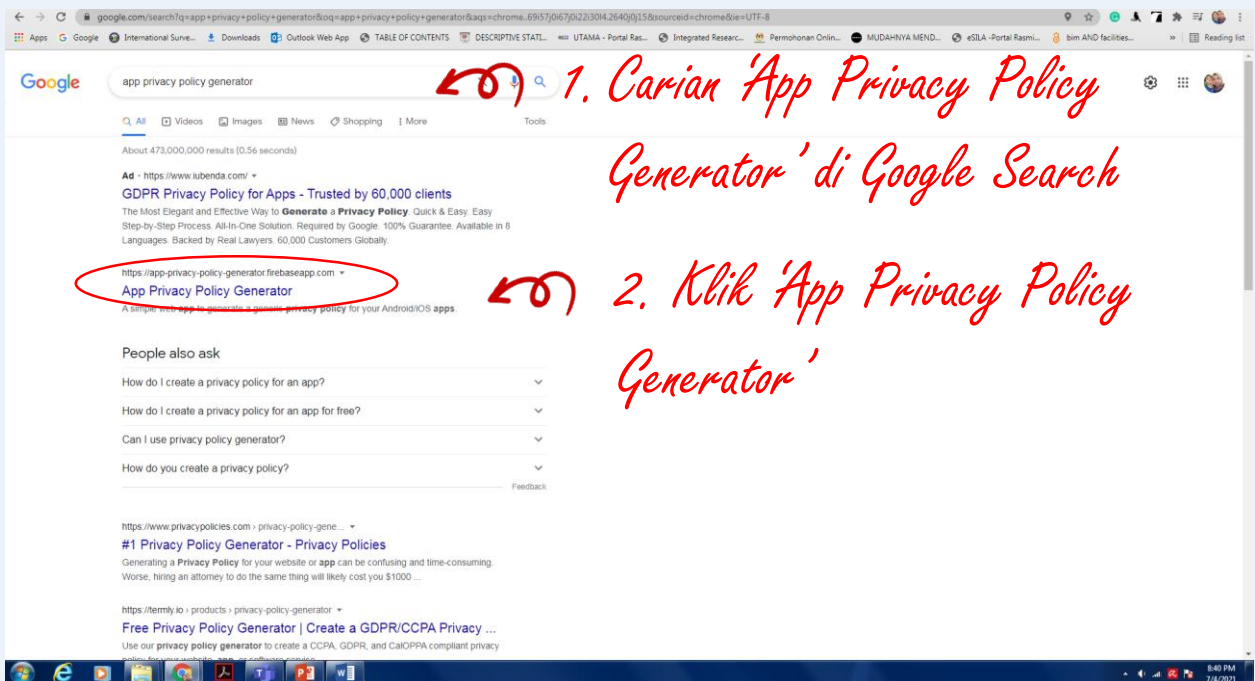 google.com/search?q=app+privacy+policy+generator&oq=app+privacy+policy+generator&aqs=chrome..69i57j0i67j0i22i30l4.2640j0j15&sourceid=chrome&ie=UTF-8
Apps Google International Surve... Downloads Outlook Web App TABLE OF CONTENTS DESCRIPTIVE STATI... UTAMA - Portal Ras... Integrated Researc... Permohonan Onlin... MUDAHNYA MEND... eSILA -Portal Rasmi... bim AND facilities... » Reading list
Google
app privacy policy generator
1. Carian 'App Privacy Policy
Generator' di Google Search
All Videos Images News Shopping More Tools
About 473,000,000 results (0.56 seconds)
Ad · https://www.iubenda.com/
GDPR Privacy Policy for Apps - Trusted by 60,000 clients
The Most Elegant and Effective Way to Generate a Privacy Policy. Quick & Easy. Easy
Step-by-Step Process. All-In-One Solution. Required by Google. 100% Guarantee. Available in 8
Languages. Backed by Real Lawyers. 60,000 Customers Globally.
https://app-privacy-policy-generator.firebaseapp.com
App Privacy Policy Generator
A simple web app to generate a generic privacy policy for your Android/iOS apps.
2. Klik 'App Privacy Policy
Generator'
People also ask
How do I create a privacy policy for an app?
How do I create a privacy policy for an app for free?
Can I use privacy policy generator?
How do you create a privacy policy?
Feedback
https://www.privacypolicies.com › privacy-policy-gene...
#1 Privacy Policy Generator - Privacy Policies
Generating a Privacy Policy for your website or app can be confusing and time-consuming.
Worse, hiring an attorney to do the same thing will likely cost you $1000 ...
https://termly.io › products › privacy-policy-generator
Free Privacy Policy Generator | Create a GDPR/CCPA Privacy ...
Use our privacy policy generator to create a CCPA, GDPR, and CalOPPA compliant privacy
policy for your website, app, or software service.
8:40 PM
7/4/2021